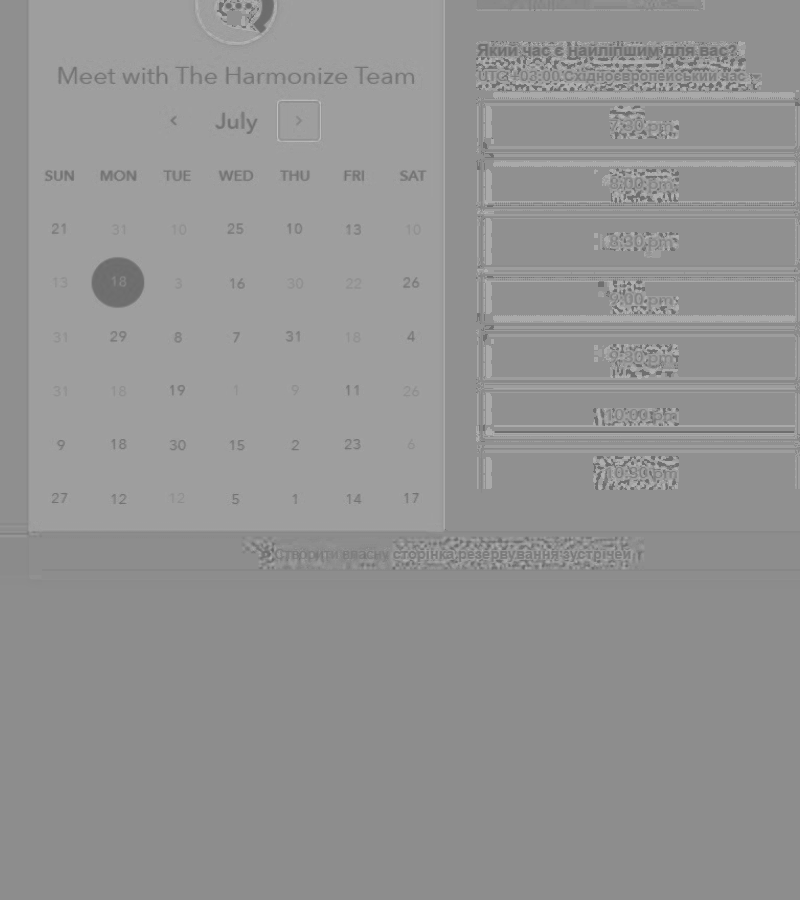 Meet with The Harmonize Team
July
SUN MON TUE WED THU FRI SAT
21 31 10 25 10 13 10
13 18 3 16 30 22 26
31 29 8 7 31 18 4
31 18 19 1 9 11 26
9 18 30 15 2 23 6
27 12 12 5 1 14 17
Який час є найліпшим для вас?
UTC +03:00 Східноєвропейський час
7:30 pm
8:00 pm
8:30 pm
9:00 pm
9:30 pm
10:00 pm
10:30 pm
Створити власну сторінка резервування зустрічей